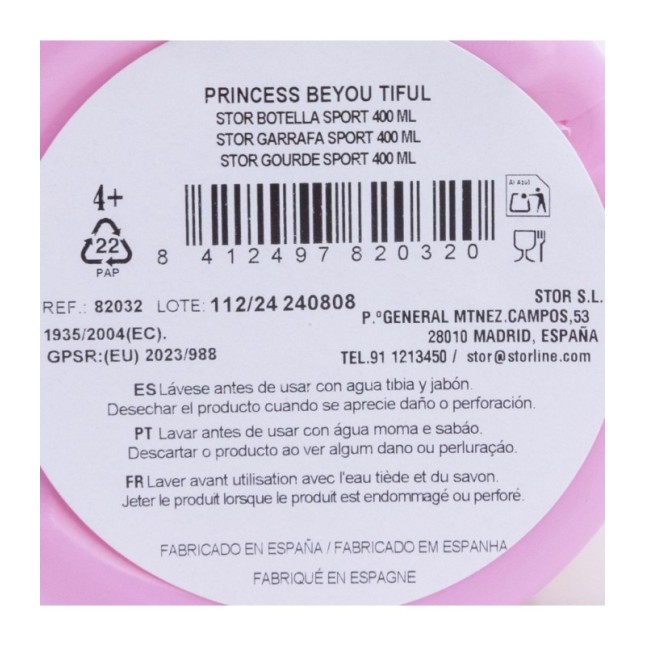 PRINCESS BEYOU TIFUL
STOR BOTELLA SPORT 400 ML
STOR GARRAFA SPORT 400 ML
STOR GOURDE SPORT 400 ML
4+
Al Azul
22
PAP
8 412497 820320
REF.: 82032 LOTE: 112/24 240808
1935/2004(EC).
GPSR:(EU) 2023/988
STOR S.L.
P.ºGENERAL MTNEZ.CAMPOS,53
28010 MADRID, ESPAÑA
TEL.91 1213450 / stor@storline.com
ES Lávese antes de usar con agua tibia y jabón.
Desechar el producto cuando se aprecie daño o perforación.
PT Lavar antes de usar com água moma e sabáo.
Descartar o producto ao ver algum dano ou perluração.
FR Laver avant utilisation avec l'eau tiède et du savon.
Jeter le produit lorsque le produit est endommagé ou perforé.
FABRICADO EN ESPAÑA / FABRICADO EM ESPANHA
FABRIQUÉ EN ESPAGNE